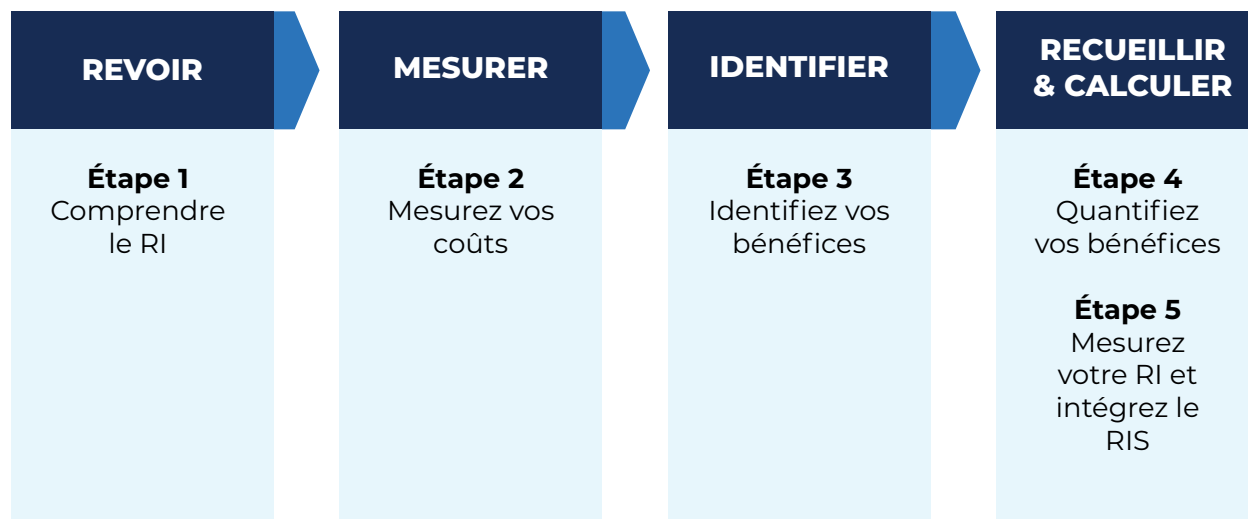 REVOIR
Étape 1
Comprendre
le RI
MESURER
Étape 2
Mesurez vos
coûts
IDENTIFIER
Étape 3
Identifiez vos
bénéfices
RECUEILLIR
& CALCULER
Étape 4
Quantifiez
vos bénéfices
Étape 5
Mesurez
votre RI et
intégrez le
RIS